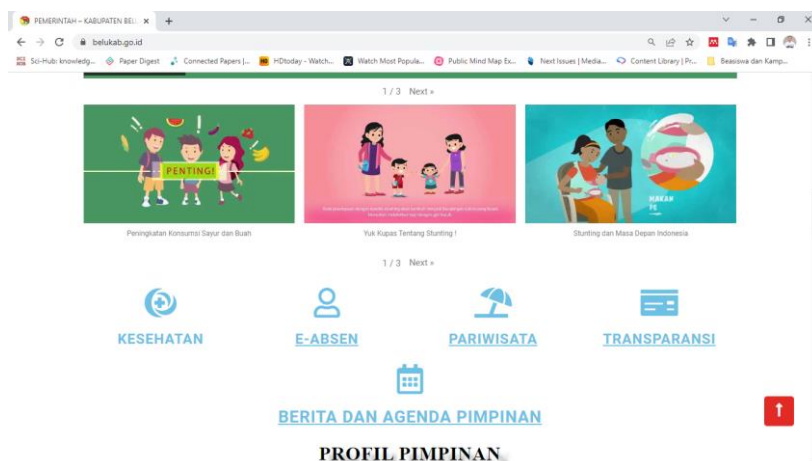 PEMERINTAH – KABUPATEN BEL
belukab.go.id
Sci-Hub: knowledg... Paper Digest Connected Papers |... HDtoday - Watch... Watch Most Popula... Public Mind Map Ex... Next Issues | Media... Content Library | Pr... Beasiswa dan Kamp...
1 / 3 Next »
PENTING!
MAKAN
Peningkatan Konsumsi Sayur dan Buah
Yuk Kupas Tentang Stunting !
Stunting dan Masa Depan Indonesia
1 / 3 Next »
KESEHATAN
E-ABSEN
PARIWISATA
TRANSPARANSI
BERITA DAN AGENDA PIMPINAN
PROFIL PIMPINAN